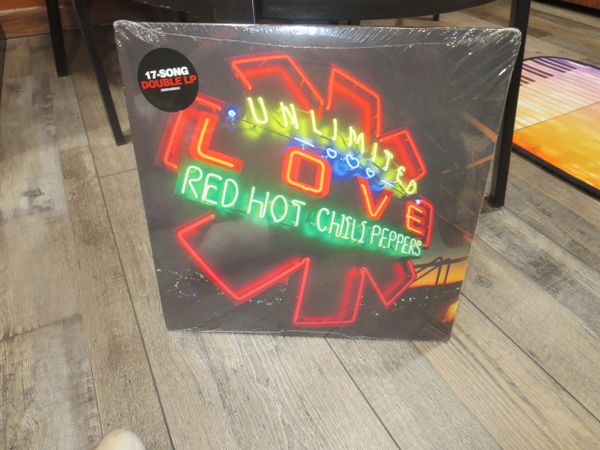 17-SONG
DOUBLE LP
UNLIMITED
LOVE
RED HOT CHILI PEPPERS